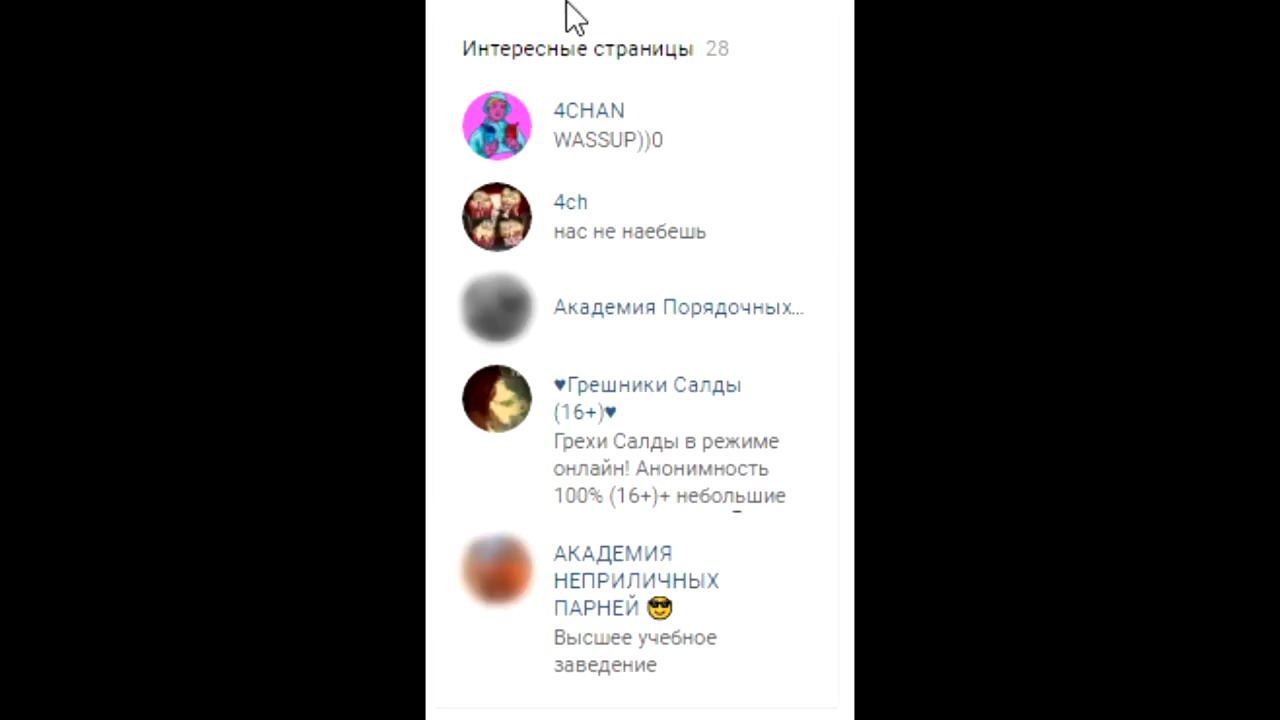 Интересные страницы 28
4CHAN
WASSUP))0
4ch
нас не наебешь
Академия Порядочных...
♥Грешники Салды
(16+)♥
Грехи Салды в режиме
онлайн! Анонимность
100% (16+)+ небольшие
АКАДЕМИЯ
НЕПРИЛИЧНЫХ
ПАРНЕЙ 😎
Высшее учебное
заведение